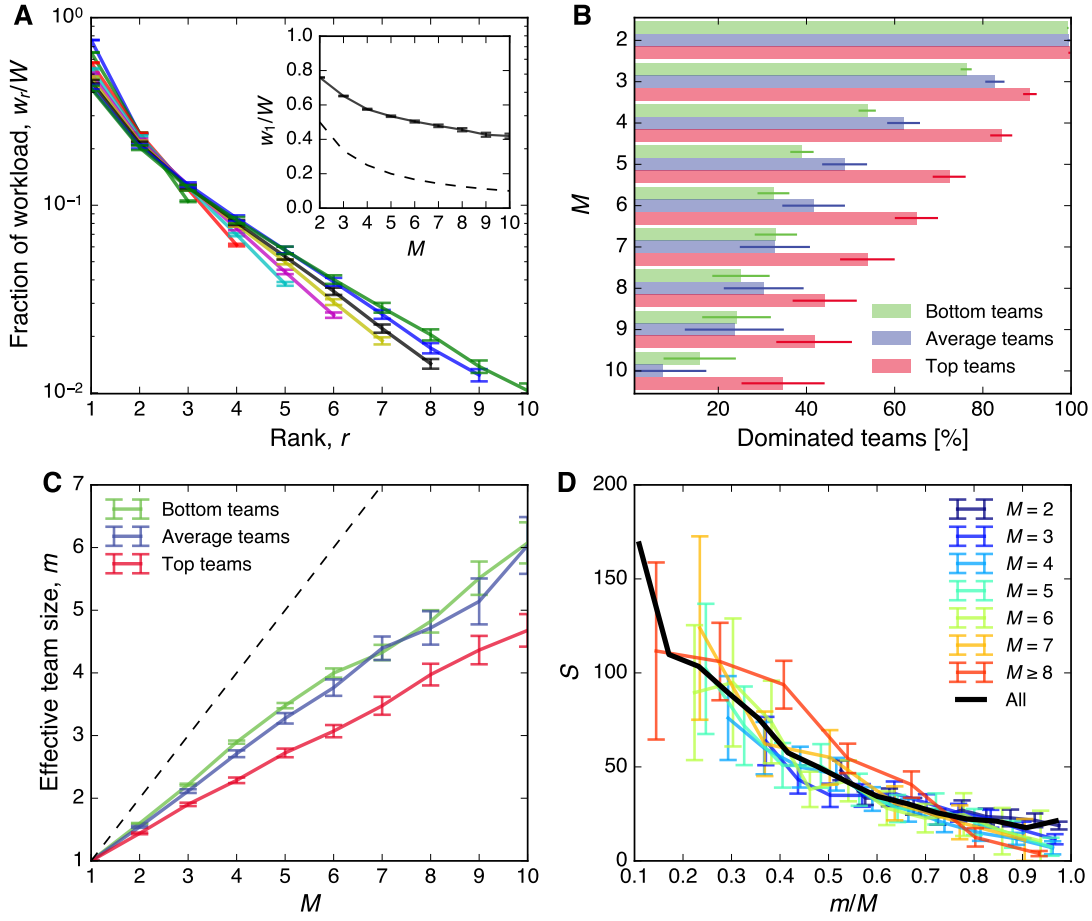 A
Fraction of workload, wᵣ/W
10⁰
10⁻¹
10⁻²
1 2 3 4 5 6 7 8 9 10
Rank, r
w₁/W
1.0
0.8
0.6
0.4
0.2
0.0
2 3 4 5 6 7 8 9 10
M
B
M
2
3
4
5
6
7
8
9
10
Bottom teams
Average teams
Top teams
20 40 60 80 100
Dominated teams [%]
C
Effective team size, m
7
6
5
4
3
2
1
Bottom teams
Average teams
Top teams
1 2 3 4 5 6 7 8 9 10
M
D
S
200
150
100
50
0
M = 2
M = 3
M = 4
M = 5
M = 6
M = 7
M ≥ 8
All
0.1 0.2 0.3 0.4 0.5 0.6 0.7 0.8 0.9 1.0
m/M